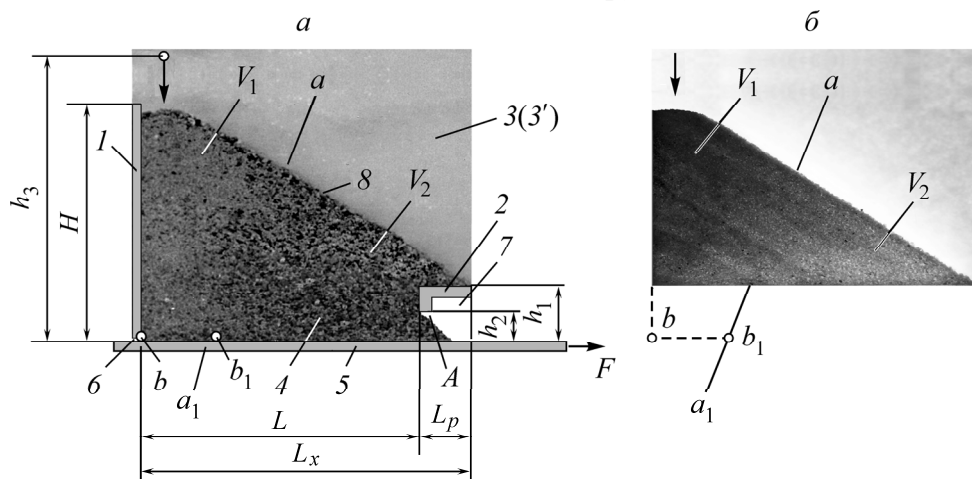 а
б
V₁
a
3(3′)
1
8
V₂
2
7
h₃
H
h₂
h₁
6
b
a₁
b₁
4
5
A
F
L
Lₚ
Lₓ
V₁
a
V₂
b
b₁
a₁